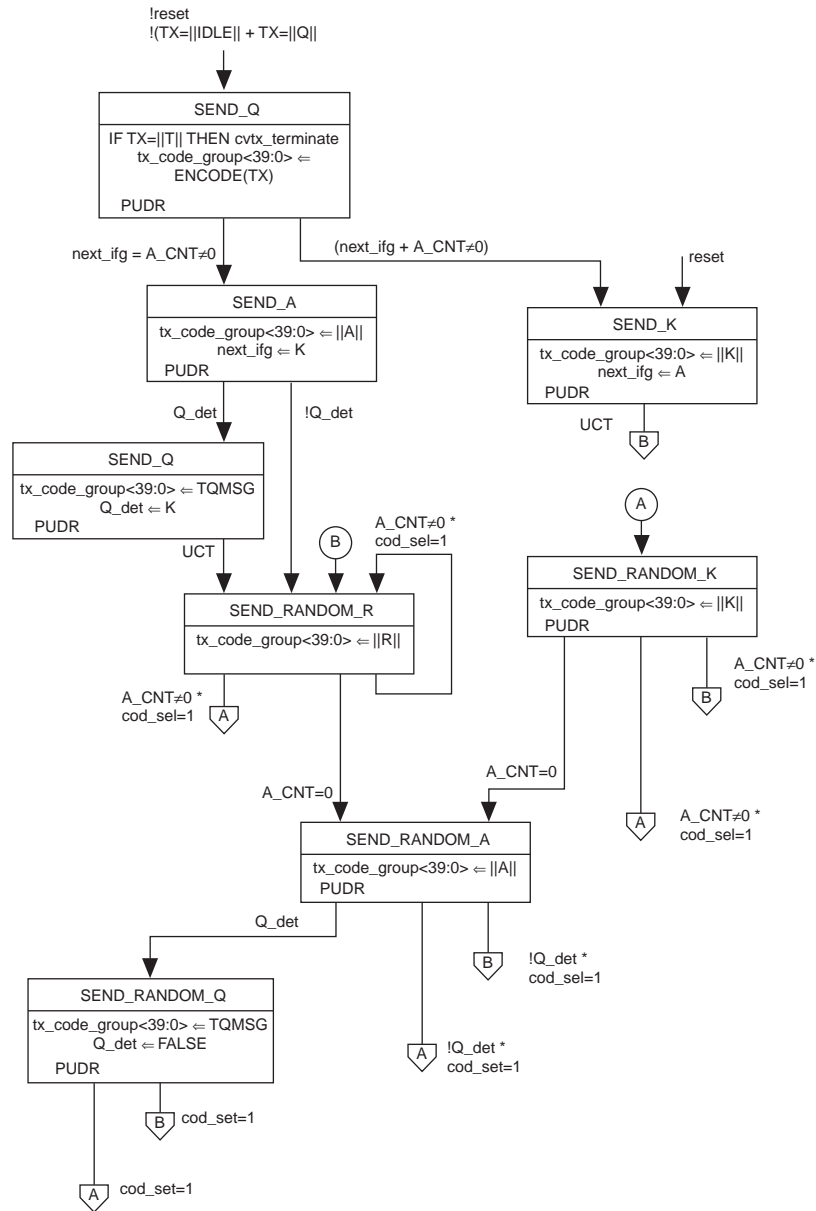 !reset
!(TX=||IDLE|| + TX=||Q||
SEND_Q
IF TX=||T|| THEN cvtx_terminate
tx_code_group<39:0> ⇐
ENCODE(TX)
PUDR
next_ifg = A_CNT≠0
(next_ifg + A_CNT≠0)
reset
SEND_A
tx_code_group<39:0> ⇐ ||A||
next_ifg ⇐ K
PUDR
SEND_K
tx_code_group<39:0> ⇐ ||K||
next_ifg ⇐ A
PUDR
Q_det
!Q_det
UCT
B
SEND_Q
tx_code_group<39:0> ⇐ TQMSG
Q_det ⇐ K
PUDR
UCT
B
A_CNT≠0 *
cod_sel=1
A
SEND_RANDOM_K
tx_code_group<39:0> ⇐ ||K||
PUDR
SEND_RANDOM_R
tx_code_group<39:0> ⇐ ||R||
A_CNT≠0 *
cod_sel=1
A
A_CNT≠0 *
cod_sel=1
B
A_CNT=0
A_CNT=0
A
A_CNT≠0 *
cod_sel=1
SEND_RANDOM_A
tx_code_group<39:0> ⇐ ||A||
PUDR
Q_det
B
!Q_det *
cod_sel=1
A
!Q_det *
cod_set=1
SEND_RANDOM_Q
tx_code_group<39:0> ⇐ TQMSG
Q_det ⇐ FALSE
PUDR
B
cod_set=1
A
cod_set=1